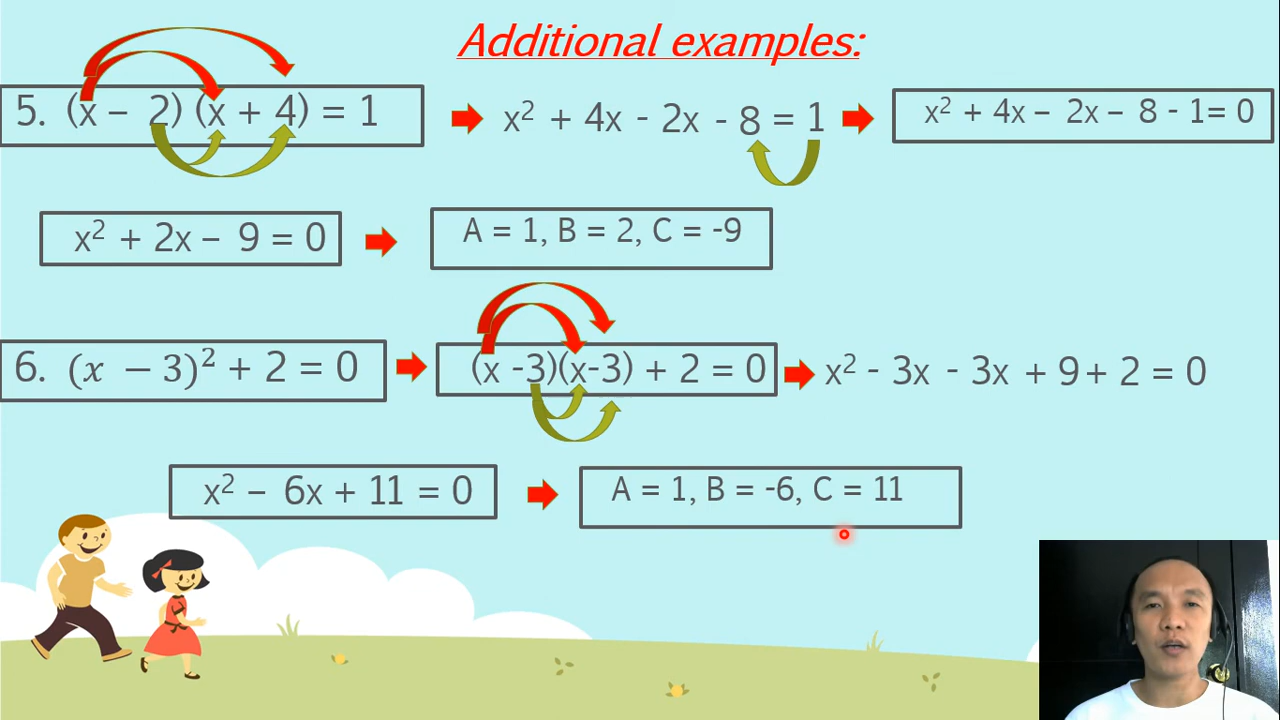 Additional examples:
5. (x – 2) (x + 4) = 1
x² + 4x - 2x - 8 = 1
x² + 4x – 2x – 8 - 1= 0
x² + 2x – 9 = 0
A = 1, B = 2, C = -9
6. (x – 3)² + 2 = 0
(x -3)(x-3) + 2 = 0
x² - 3x - 3x + 9 + 2 = 0
x² – 6x + 11 = 0
A = 1, B = -6, C = 11